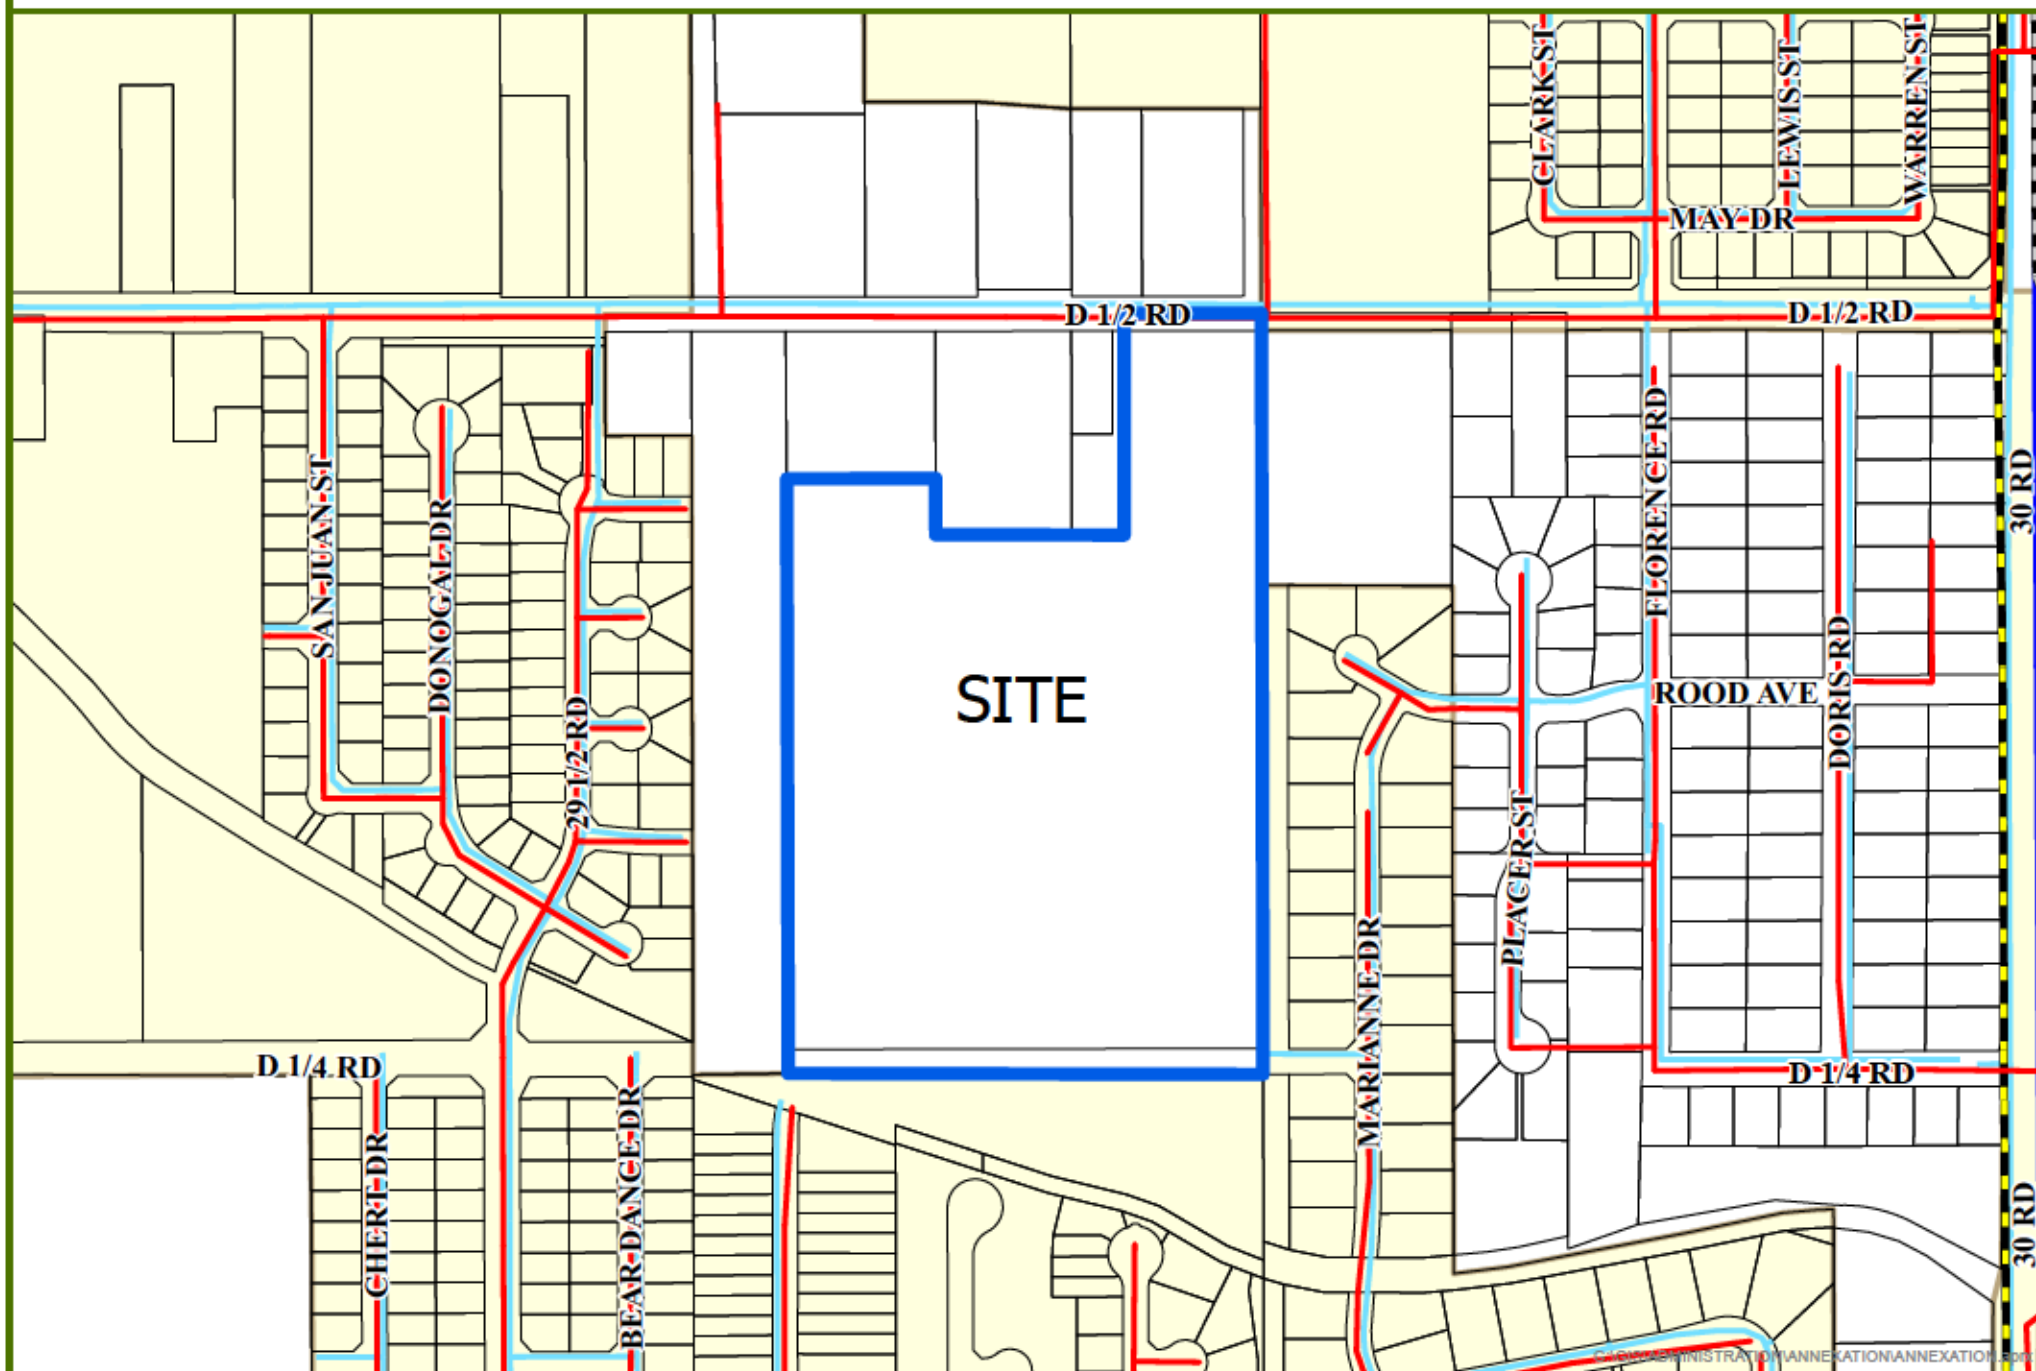 CLARK ST
LEWIS ST
WARREN ST
MAY DR
D 1/2 RD
D 1/2 RD
SAN JUAN ST
DONOGAL DR
29 1/2 RD
FLORENCE RD
30 RD
SITE
ROOD AVE
DORIS RD
PLACER ST
MARIANNE DR
D 1/4 RD
D 1/4 RD
CHERT DR
BEAR DANCE DR
30 RD